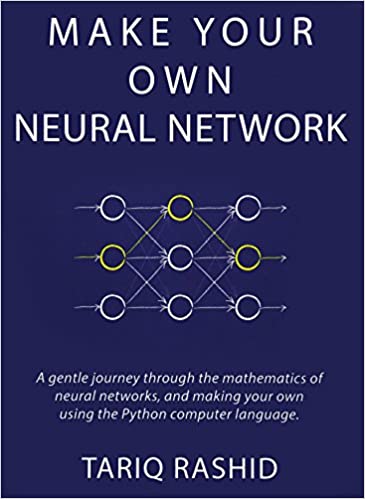 MAKE YOUR
OWN
NEURAL NETWORK
A gentle journey through the mathematics of
neural networks, and making your own
using the Python computer language.
TARIQ RASHID